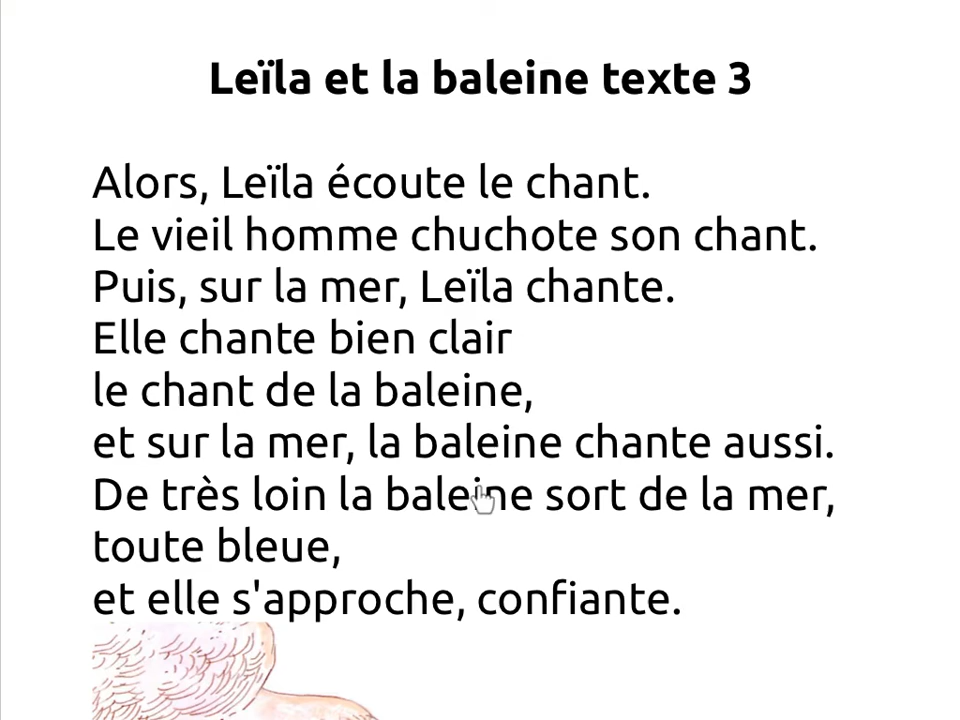 Leïla et la baleine texte 3
Alors, Leïla écoute le chant.
Le vieil homme chuchote son chant.
Puis, sur la mer, Leïla chante.
Elle chante bien clair
le chant de la baleine,
et sur la mer, la baleine chante aussi.
De très loin la baleine sort de la mer,
toute bleue,
et elle s'approche, confiante.